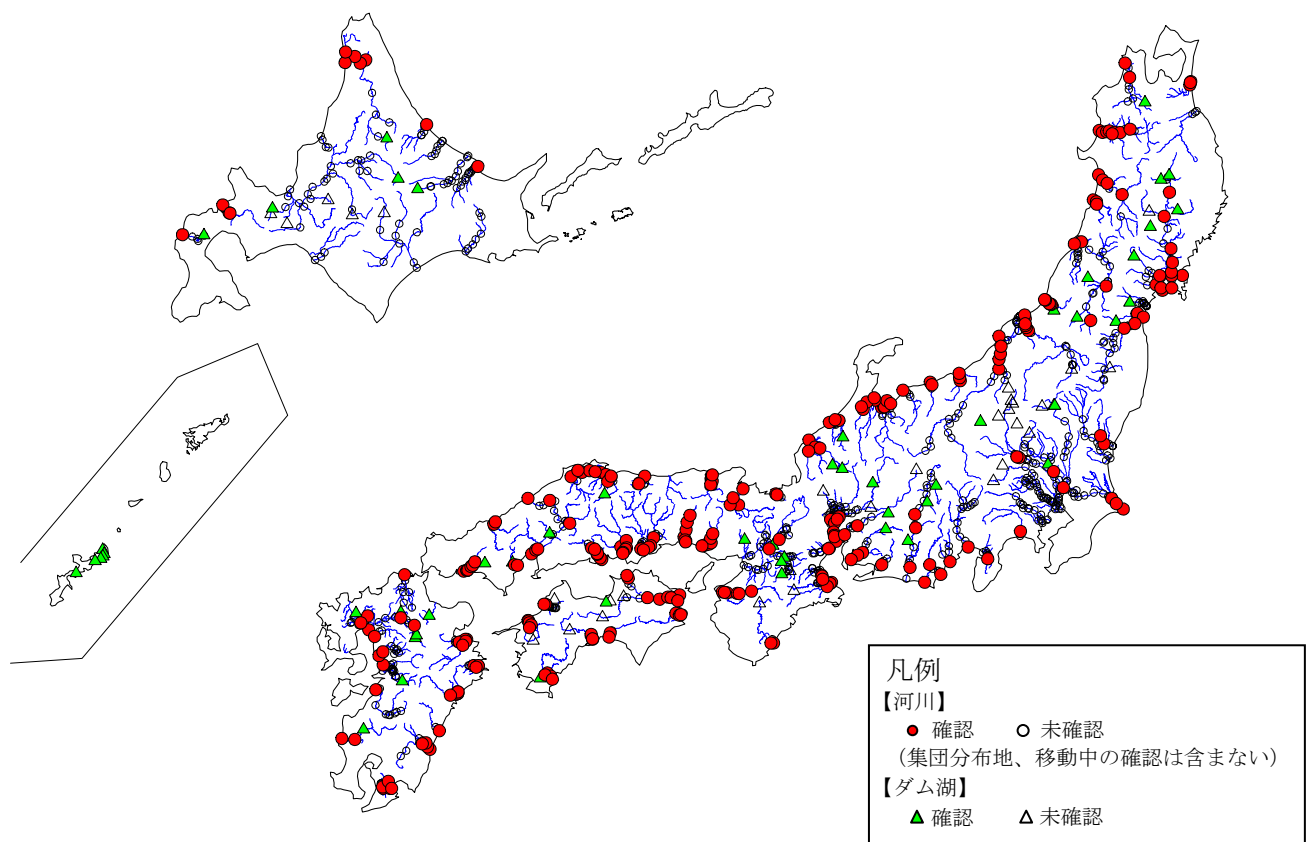 凡例
【河川】
確認 未確認
（集団分布地、移動中の確認は含まない）
【ダム湖】
確認 未確認